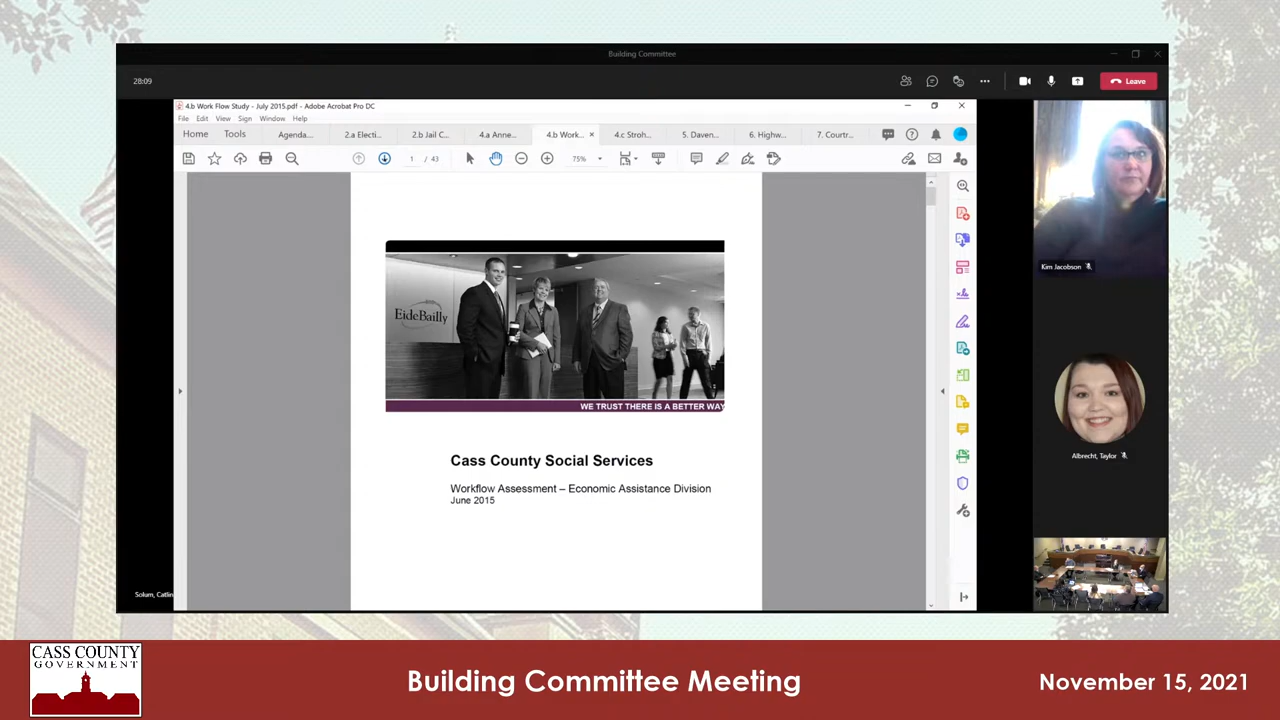 Building Committee
28:09
Leave
4.b Work Flow Study - July 2015.pdf - Adobe Acrobat Pro DC
File Edit View Sign Window Help
Home Tools Agenda... 2.a Electi... 2.b Jail C... 4.a Anne... 4.b Work... × 4.c Stroh... 5. Daven... 6. Highw... 7. Courtr...
1 / 43 75%
EideBailly
WE TRUST THERE IS A BETTER WAY
Cass County Social Services
Workflow Assessment – Economic Assistance Division
June 2015
Kim Jacobson
Albrecht, Taylor
Solum, Catlin
CASS COUNTY
GOVERNMENT
Building Committee Meeting
November 15, 2021